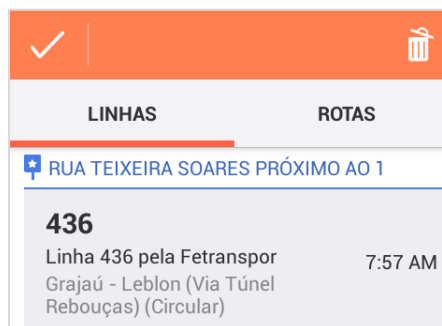 LINHAS ROTAS
RUA TEIXEIRA SOARES PRÓXIMO AO 1
436
Linha 436 pela Fetranspor 7:57 AM
Grajaú - Leblon (Via Túnel
Rebouças) (Circular)